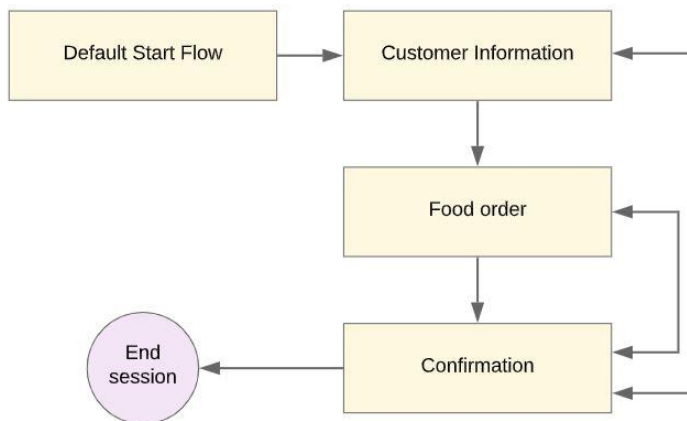 Default Start Flow
Customer Information
Food order
Confirmation
End
session